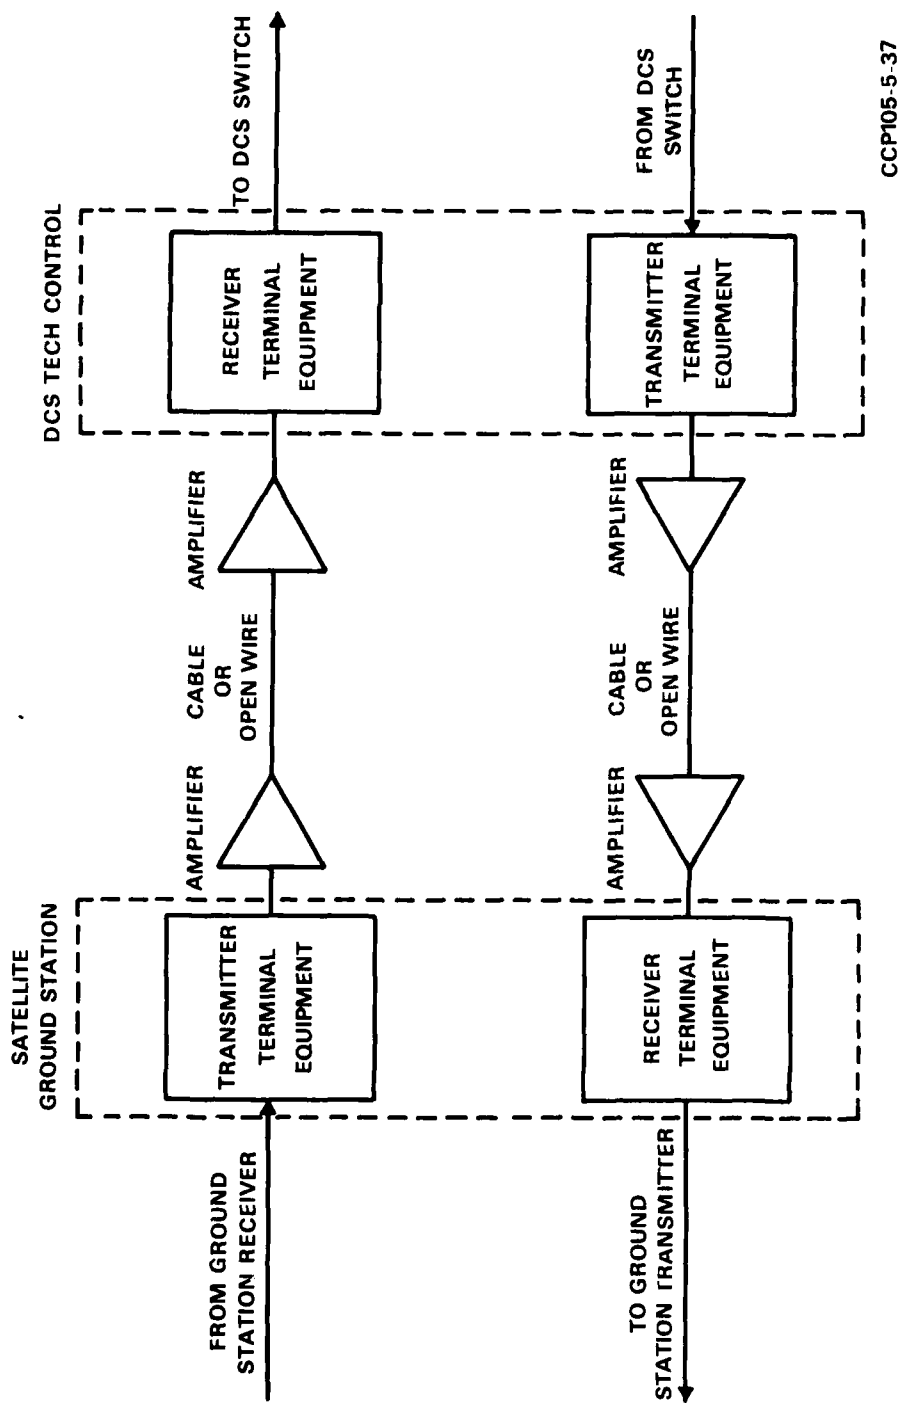 SATELLITE
GROUND STATION
DCS TECH CONTROL
FROM GROUND
STATION RECEIVER
TRANSMITTER
TERMINAL
EQUIPMENT
AMPLIFIER
CABLE
OR
OPEN WIRE
AMPLIFIER
RECEIVER
TERMINAL
EQUIPMENT
TO DCS SWITCH
TO GROUND
STATION TRANSMITTER
RECEIVER
TERMINAL
EQUIPMENT
AMPLIFIER
CABLE
OR
OPEN WIRE
AMPLIFIER
TRANSMITTER
TERMINAL
EQUIPMENT
FROM DCS
SWITCH
CCP105-5-37